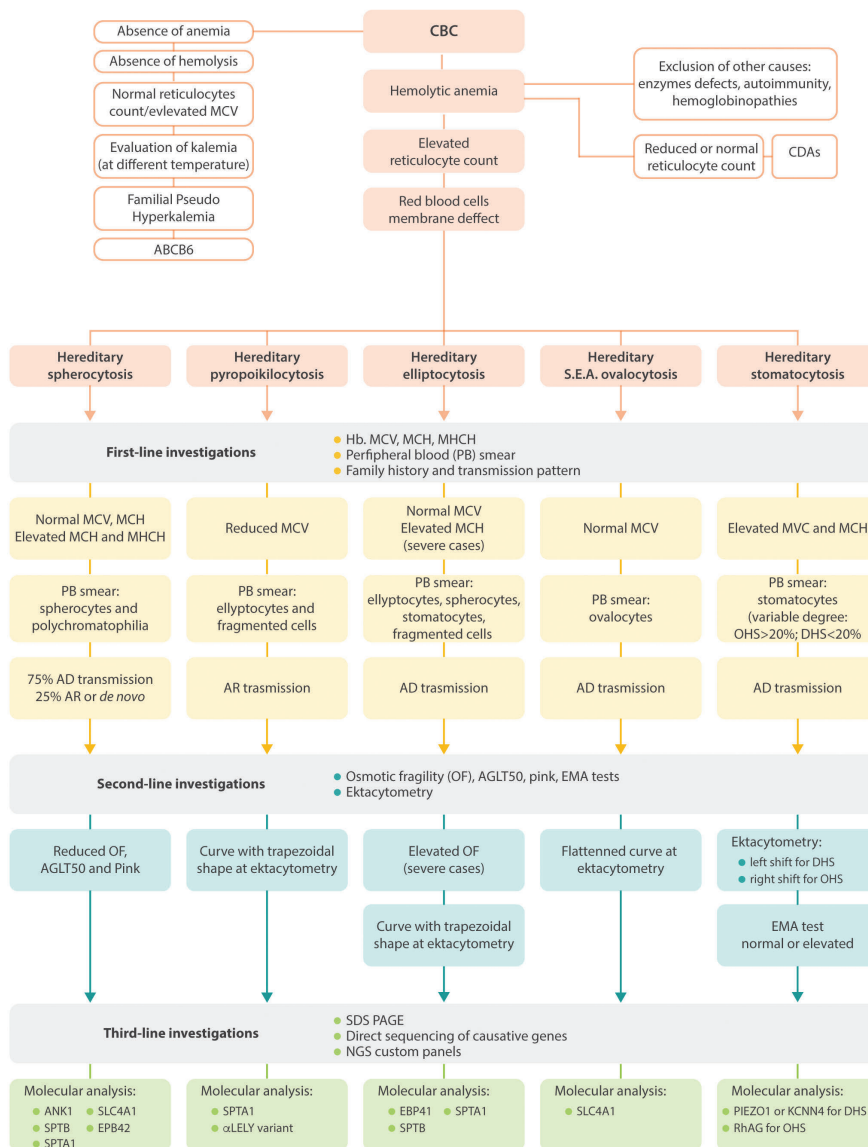 Absence of anemia
CBC
Absence of hemolysis
Normal reticulocytes
count/evlevated MCV
Evaluation of kalemia
(at different temperature)
Familial Pseudo
Hyperkalemia
ABCB6
Hemolytic anemia
Elevated
reticulocyte count
Red blood cells
membrane deffect
Exclusion of other causes:
enzymes defects, autoimmunity,
hemoglobinopathies
Reduced or normal
reticulocyte count
CDAs
Hereditary
spherocytosis
Hereditary
pyropoikilocytosis
Hereditary
elliptocytosis
Hereditary
S.E.A. ovalocytosis
Hereditary
stomatocytosis
First-line investigations
Hb. MCV, MCH, MHCH
Perfipheral blood (PB) smear
Family history and transmission pattern
Normal MCV, MCH
Elevated MCH and MHCH
Reduced MCV
Normal MCV
Elevated MCH
(severe cases)
Normal MCV
Elevated MVC and MCH
PB smear:
spherocytes and
polychromatophilia
PB smear:
ellyptocytes and
fragmented cells
PB smear:
ellyptocytes, spherocytes,
stomatocytes,
fragmented cells
PB smear:
ovalocytes
PB smear:
stomatocytes
(variable degree:
OHS>20%; DHS<20%
75% AD transmission
25% AR or de novo
AR trasmission
AD trasmission
AD trasmission
AD trasmission
Second-line investigations
Osmotic fragility (OF), AGLT50, pink, EMA tests
Ektacytometry
Reduced OF,
AGLT50 and Pink
Curve with trapezoidal
shape at ektacytometry
Elevated OF
(severe cases)
Curve with trapezoidal
shape at ektacytometry
Flattenned curve at
ektacytometry
Ektacytometry:
left shift for DHS
right shift for OHS
EMA test
normal or elevated
Third-line investigations
SDS PAGE
Direct sequencing of causative genes
NGS custom panels
Molecular analysis:
ANK1 SLC4A1
SPTB EPB42
SPTA1
Molecular analysis:
SPTA1
αLELY variant
Molecular analysis:
EBP41 SPTA1
SPTB
Molecular analysis:
SLC4A1
Molecular analysis:
PIEZO1 or KCNN4 for DHS
RhAG for OHS